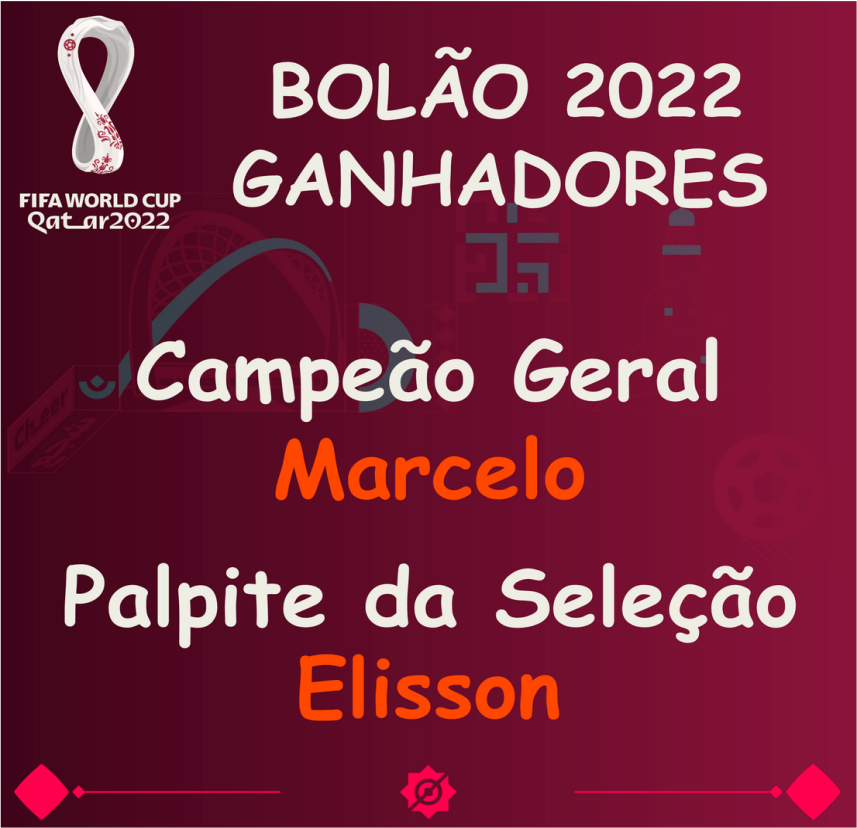 BOLÃO 2022
GANHADORES
FIFA WORLD CUP
Qatar2022
Campeão Geral
Marcelo
Palpite da Seleção
Elisson